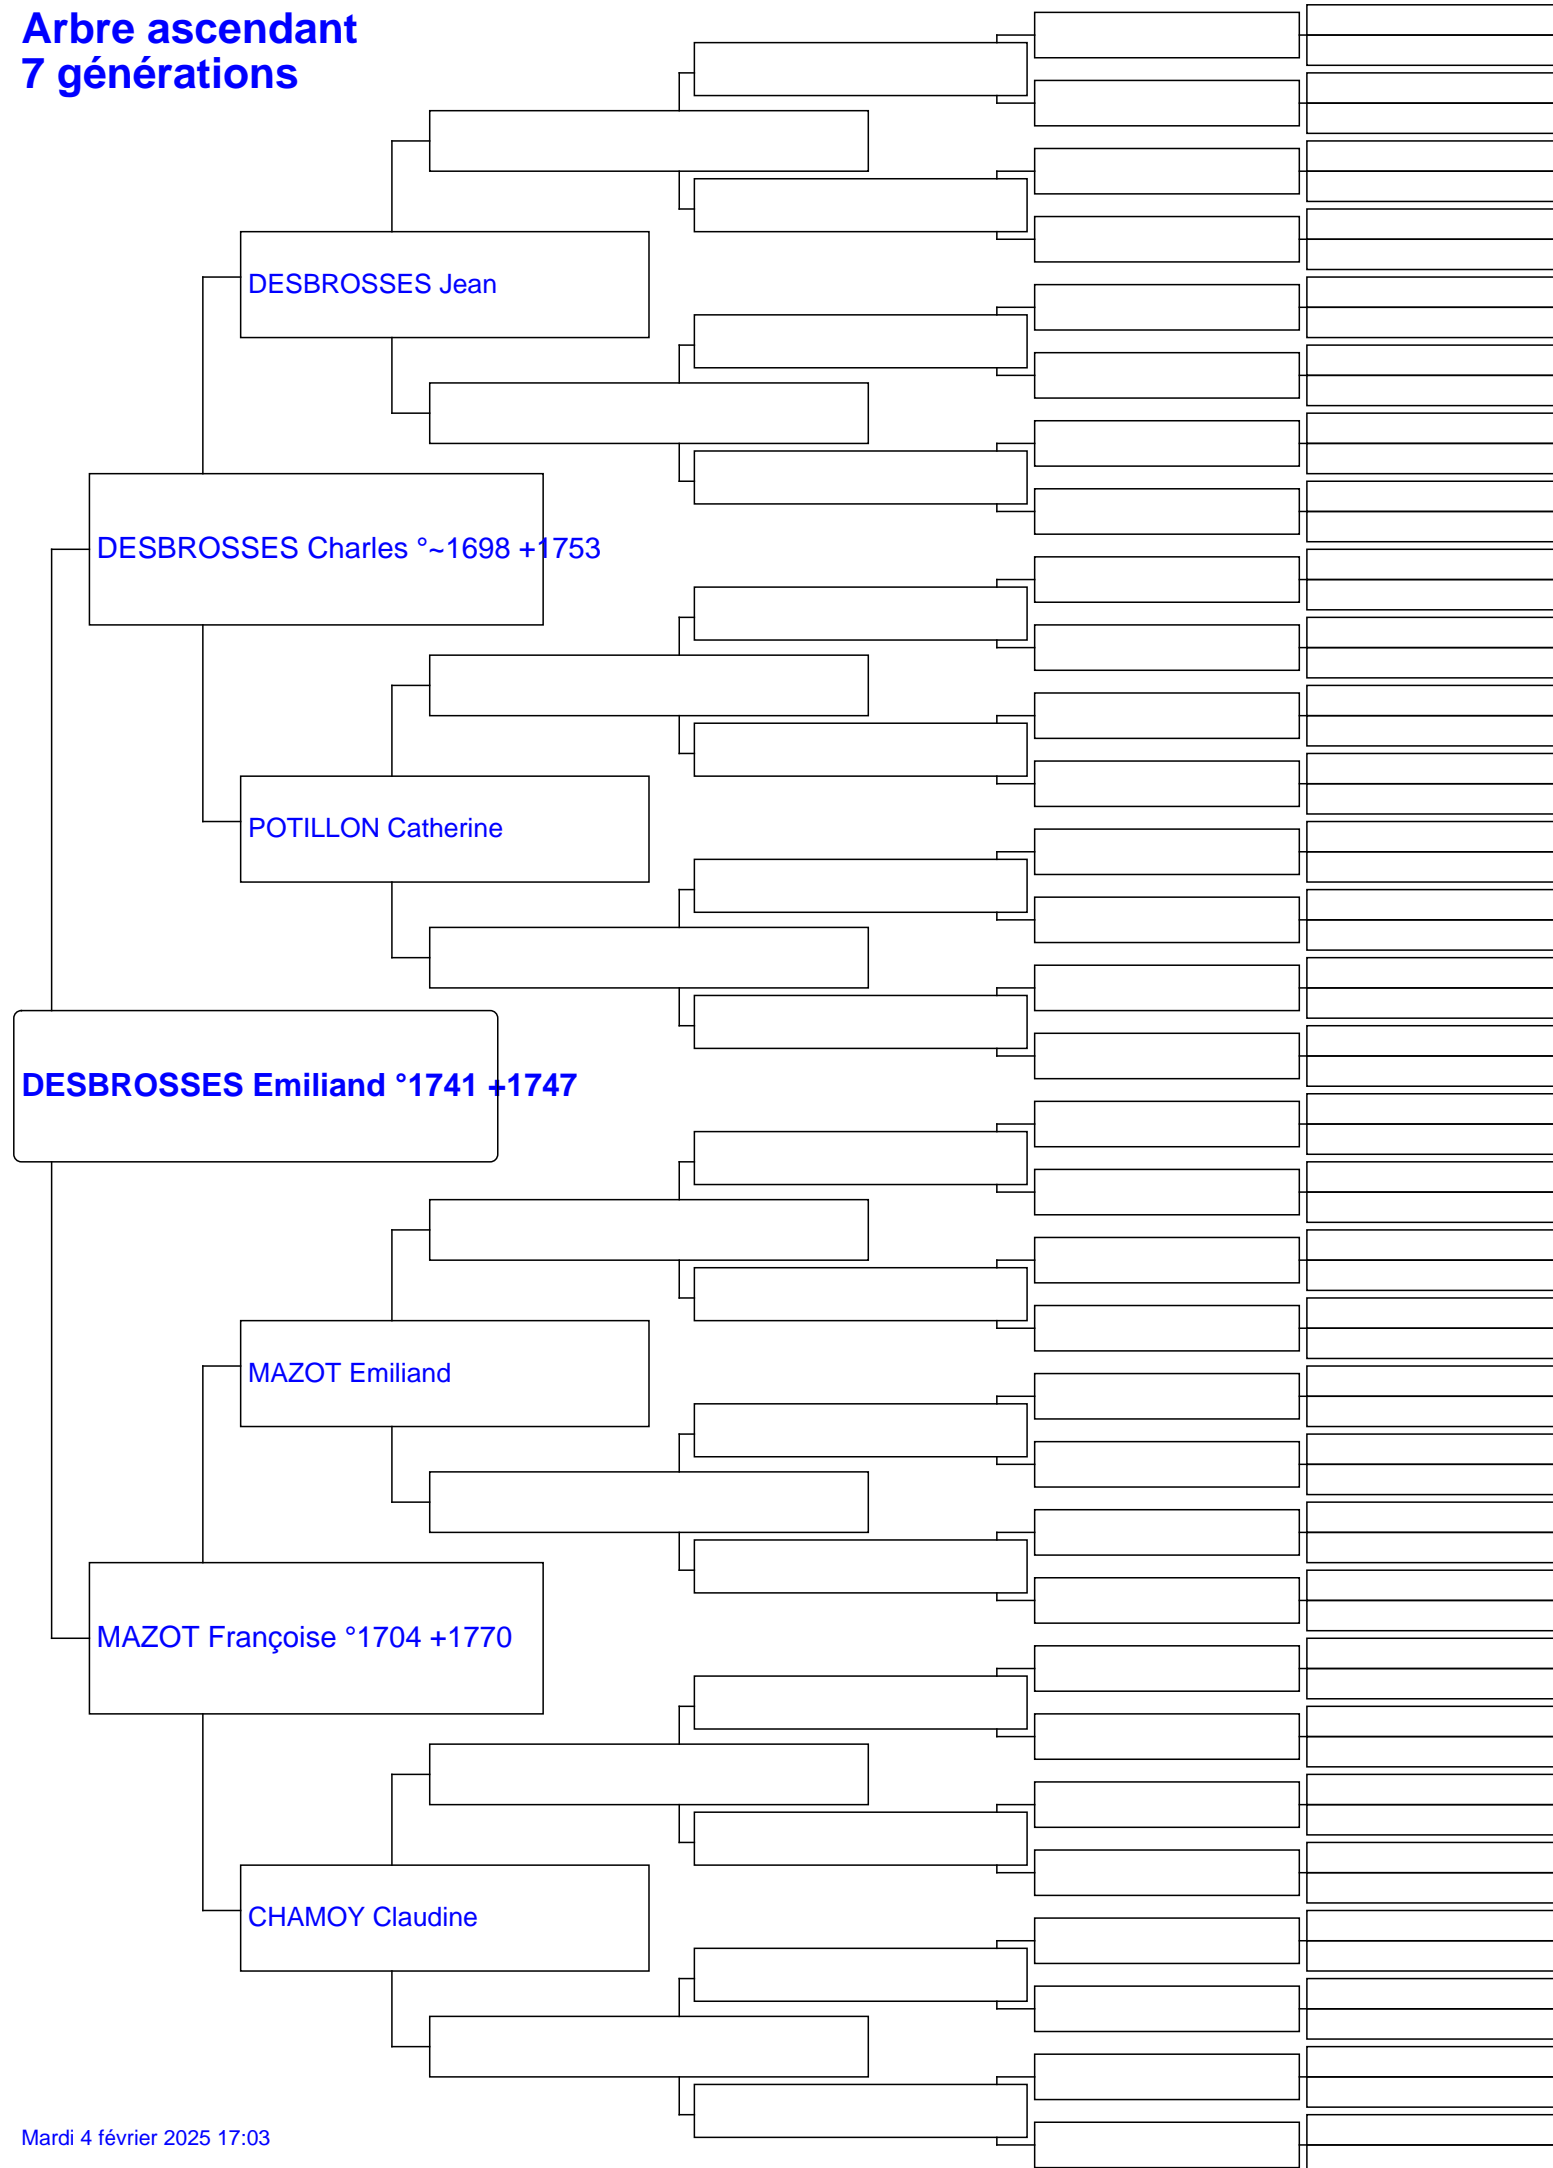 Arbre ascendant
7 générations
DESBROSSES Jean
DESBROSSES Charles °~1698 +1753
POTILLON Catherine
DESBROSSES Emiliand °1741 +1747
MAZOT Emiliand
MAZOT Françoise °1704 +1770
CHAMOY Claudine
Mardi 4 février 2025 17:03